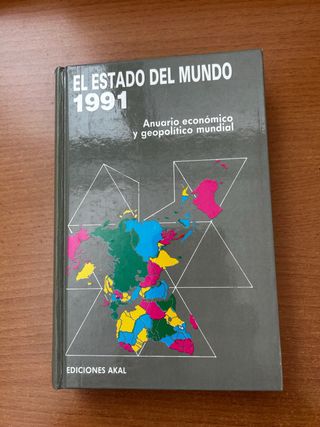 EL ESTADO DEL MUNDO
1991
Anuario económico
y geopolítico mundial
EDICIONES AKAL